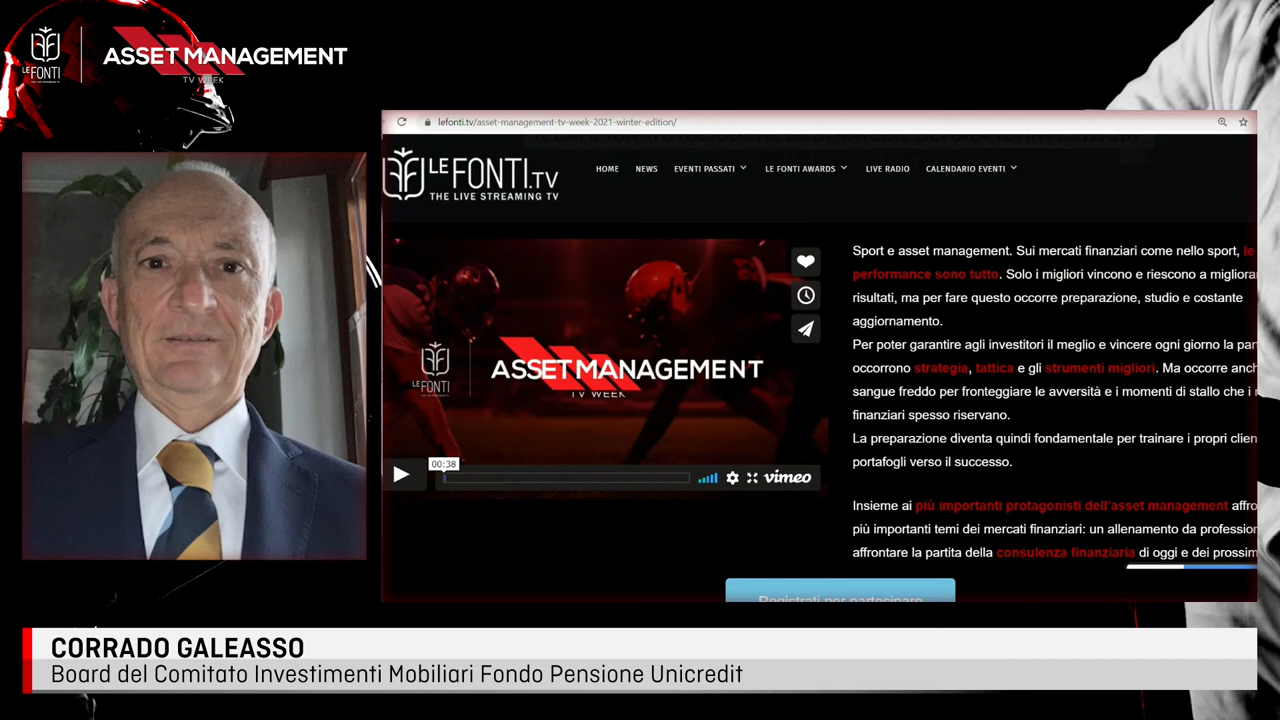 LE FONTI
ASSET MANAGEMENT
TV WEEK
lefonti.tv/asset-management-tv-week-2021-winter-edition/
LE FONTI.TV
THE LIVE STREAMING TV
HOME NEWS EVENTI PASSATI LE FONTI AWARDS LIVE RADIO CALENDARIO EVENTI
LE FONTI
ASSET MANAGEMENT
TV WEEK
00:38
vimeo
Sport e asset management. Sui mercati finanziari come nello sport, le
performance sono tutto. Solo i migliori vincono e riescono a migliorar
risultati, ma per fare questo occorre preparazione, studio e costante
aggiornamento.
Per poter garantire agli investitori il meglio e vincere ogni giorno la par
occorrono strategia, tattica e gli strumenti migliori. Ma occorre anch
sangue freddo per fronteggiare le avversità e i momenti di stallo che i
finanziari spesso riservano.
La preparazione diventa quindi fondamentale per trainare i propri clien
portafogli verso il successo.
Insieme ai più importanti protagonisti dell'asset management affro
più importanti temi dei mercati finanziari: un allenamento da profession
affrontare la partita della consulenza finanziaria di oggi e dei prossim
Registrati per partecipare
CORRADO GALEASSO
Board del Comitato Investimenti Mobiliari Fondo Pensione Unicredit